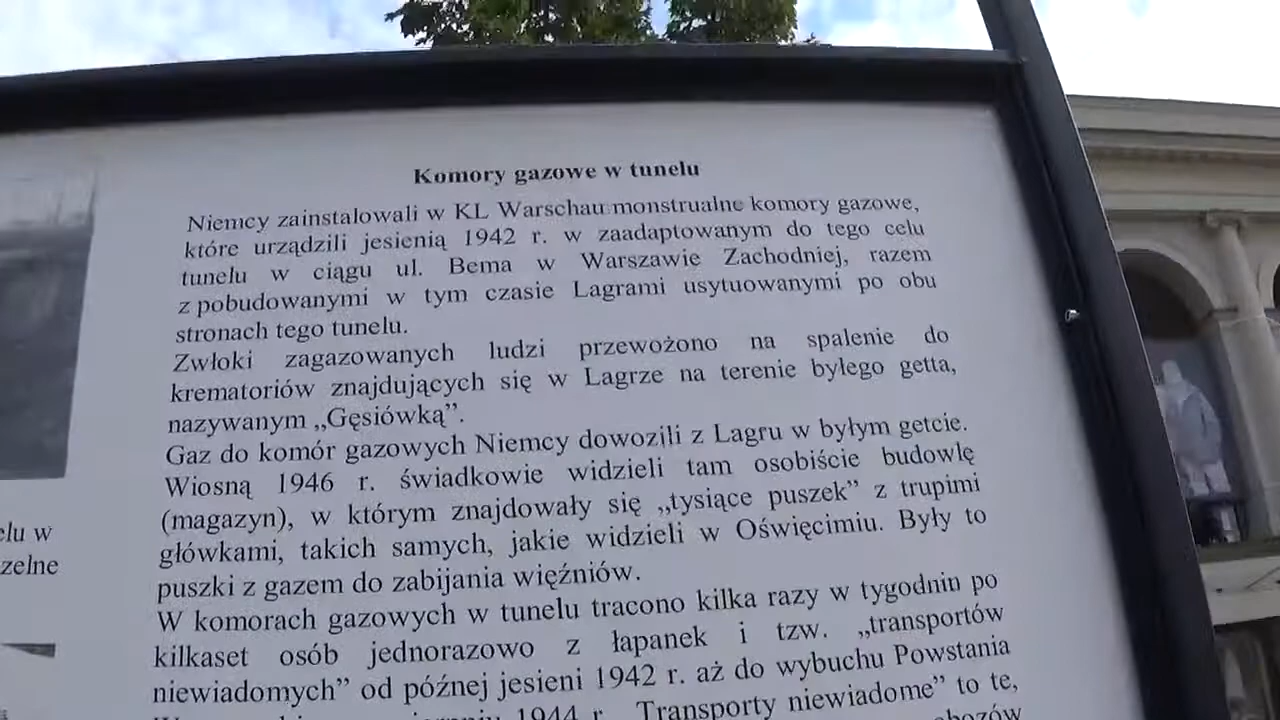 Komory gazowe w tunelu
Niemcy zainstalowali w KL Warschau monstrualne komory gazowe,
które urządzili jesienią 1942 r. w zaadaptowanym do tego celu
tunelu w ciągu ul. Bema w Warszawie Zachodniej, razem
z pobudowanymi w tym czasie Lagrami usytuowanymi po obu
stronach tego tunelu.
Zwłoki zagazowanych ludzi przewożono na spalenie do
krematoriów znajdujących się w Lagrze na terenie byłego getta,
nazywanym „Gęsiówką”.
Gaz do komór gazowych Niemcy dowozili z Lagru w byłym getcie.
Wiosną 1946 r. świadkowie widzieli tam osobiście budowlę
(magazyn), w którym znajdowały się „tysiące puszek” z trupimi
główkami, takich samych, jakie widzieli w Oświęcimiu. Były to
puszki z gazem do zabijania więźniów.
W komorach gazowych w tunelu tracono kilka razy w tygodnin po
kilkaset osób jednorazowo z łapanek i tzw. „transportów
niewiadomych” od późnej jesieni 1942 r. aż do wybuchu Powstania
1944 r. Transporty niewiadome” to te,
elu w
zelne